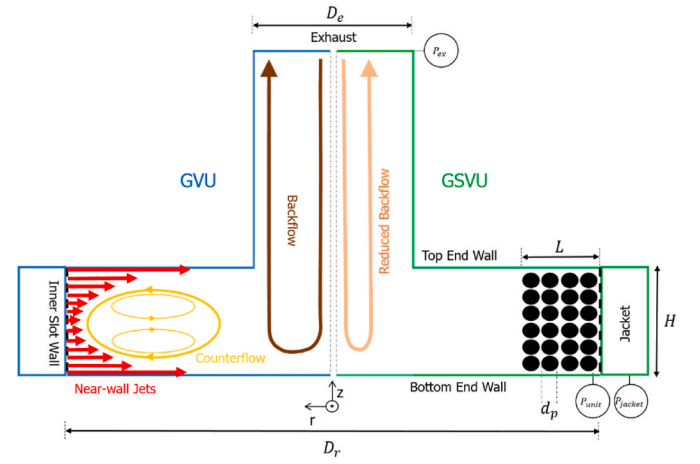 D_e
Exhaust
P_ex
GVU
GSVU
Backflow
Reduced Backflow
Top End Wall
L
Inner Slot Wall
Jacket
H
Counterflow
Near-wall Jets
Bottom End Wall
z
r
d_p
P_unit
P_jacket
D_r